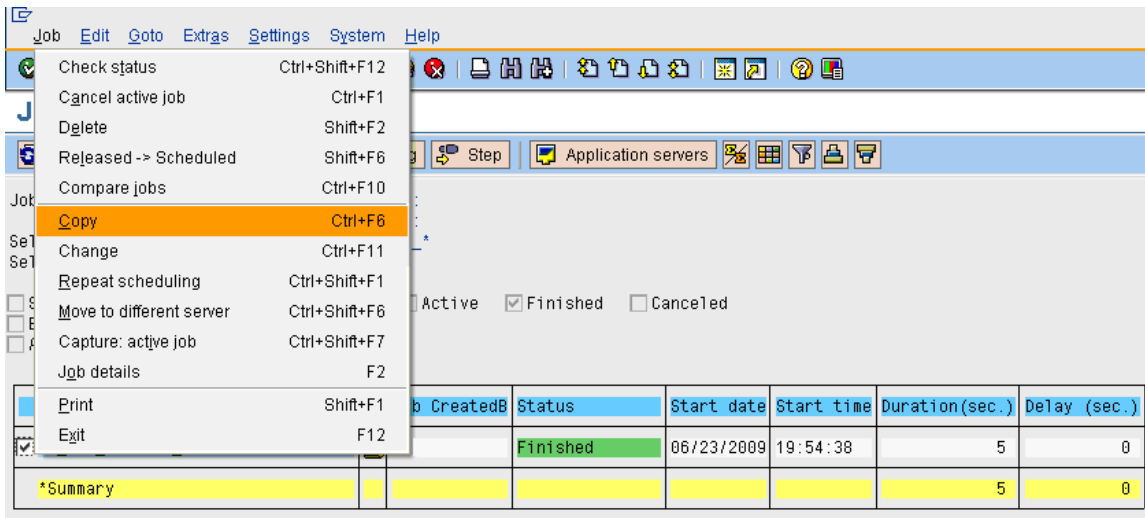 Job Edit Goto Extras Settings System Help
Check status Ctrl+Shift+F12
Cancel active job Ctrl+F1
Delete Shift+F2
Released -> Scheduled Shift+F6
Step Application servers
Compare jobs Ctrl+F10
Copy Ctrl+F6
Change Ctrl+F11
Repeat scheduling Ctrl+Shift+F1
Active Finished Canceled
Move to different server Ctrl+Shift+F6
Capture: active job Ctrl+Shift+F7
Job details F2
Print Shift+F1
CreatedB Status Start date Start time Duration(sec.) Delay (sec.)
Exit F12
Finished 06/23/2009 19:54:38 5 0
*Summary 5 0